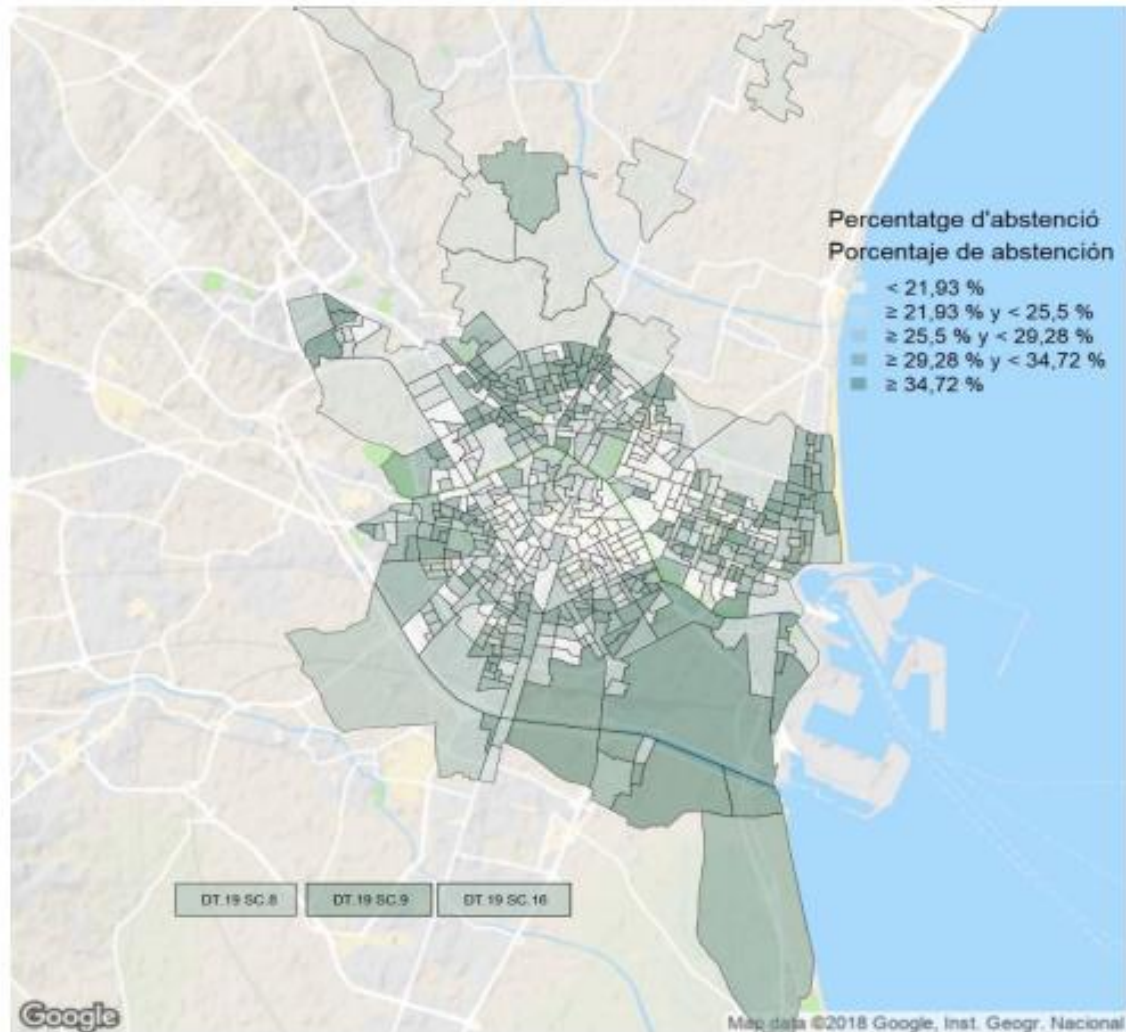 Percentatge d'abstenció
Porcentaje de abstención
< 21,93 %
≥ 21,93 % y < 25,5 %
≥ 25,5 % y < 29,28 %
≥ 29,28 % y < 34,72 %
≥ 34,72 %
DT.19 SC.8
DT.19 SC.9
DT.19 SC.16
Google
Map data ©2018 Google, Inst. Geogr. Nacional